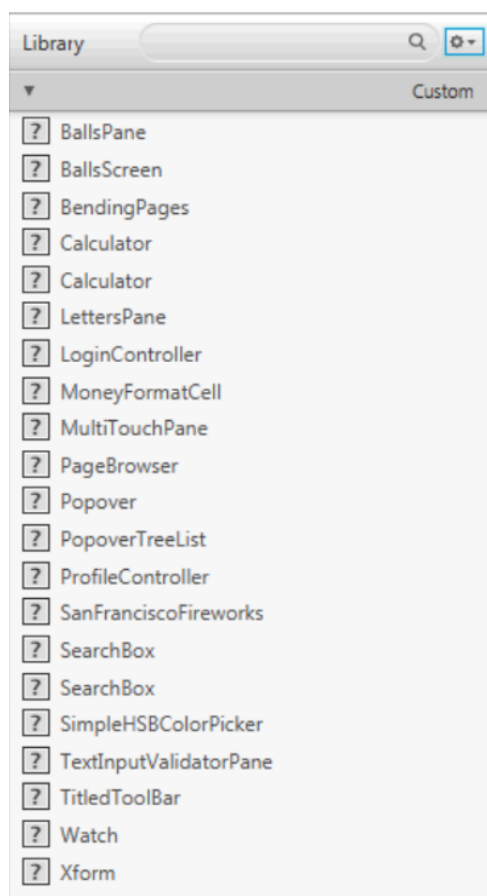 Library
Custom
? BallsPane
? BallsScreen
? BendingPages
? Calculator
? Calculator
? LettersPane
? LoginController
? MoneyFormatCell
? MultiTouchPane
? PageBrowser
? Popover
? PopoverTreeList
? ProfileController
? SanFranciscoFireworks
? SearchBox
? SearchBox
? SimpleHSBColorPicker
? TextInputValidatorPane
? TitledToolBar
? Watch
? Xform